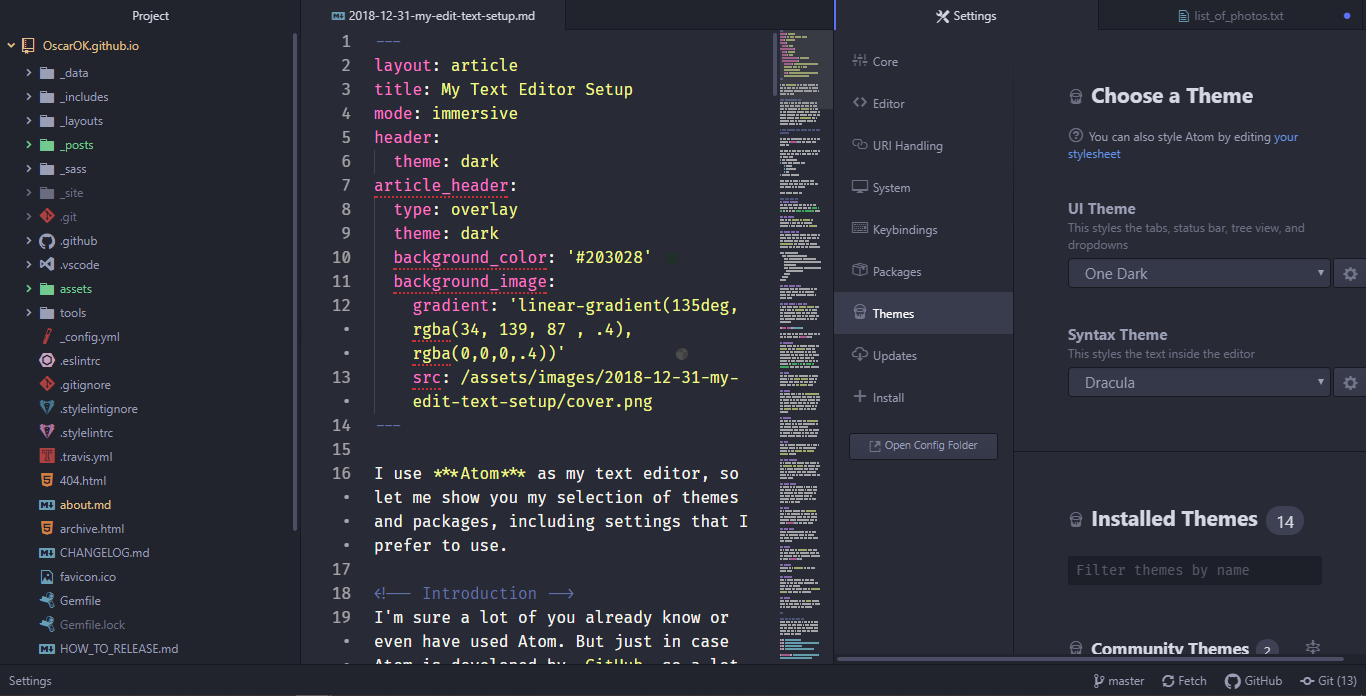 Project
OscarOK.github.io
_data
_includes
_layouts
_posts
_sass
_site
.git
.github
.vscode
assets
tools
_config.yml
.eslintrc
.gitignore
.stylelintignore
.stylelintrc
.travis.yml
404.html
about.md
archive.html
CHANGELOG.md
favicon.ico
Gemfile
Gemfile.lock
HOW_TO_RELEASE.md
2018-12-31-my-edit-text-setup.md
1 ---
2 layout: article
3 title: My Text Editor Setup
4 mode: immersive
5 header:
6 theme: dark
7 article_header:
8 type: overlay
9 theme: dark
10 background_color: '#203028'
11 background_image:
12 gradient: 'linear-gradient(135deg,
• rgba(34, 139, 87 , .4),
• rgba(0,0,0,.4))'
13 src: /assets/images/2018-12-31-my-
• edit-text-setup/cover.png
14 ---
15
16 I use ***Atom*** as my text editor, so
• let me show you my selection of themes
• and packages, including settings that I
• prefer to use.
17
18 <!-- Introduction -->
19 I'm sure a lot of you already know or
• even have used Atom. But just in case
Settings
list_of_photos.txt
Core
Editor
URI Handling
System
Keybindings
Packages
Themes
Updates
Install
Open Config Folder
Choose a Theme
You can also style Atom by editing your
stylesheet
UI Theme
This styles the tabs, status bar, tree view, and
dropdowns
One Dark
Syntax Theme
This styles the text inside the editor
Dracula
Installed Themes 14
Filter themes by name
Community Themes 2
Settings
master
Fetch
GitHub
Git (13)